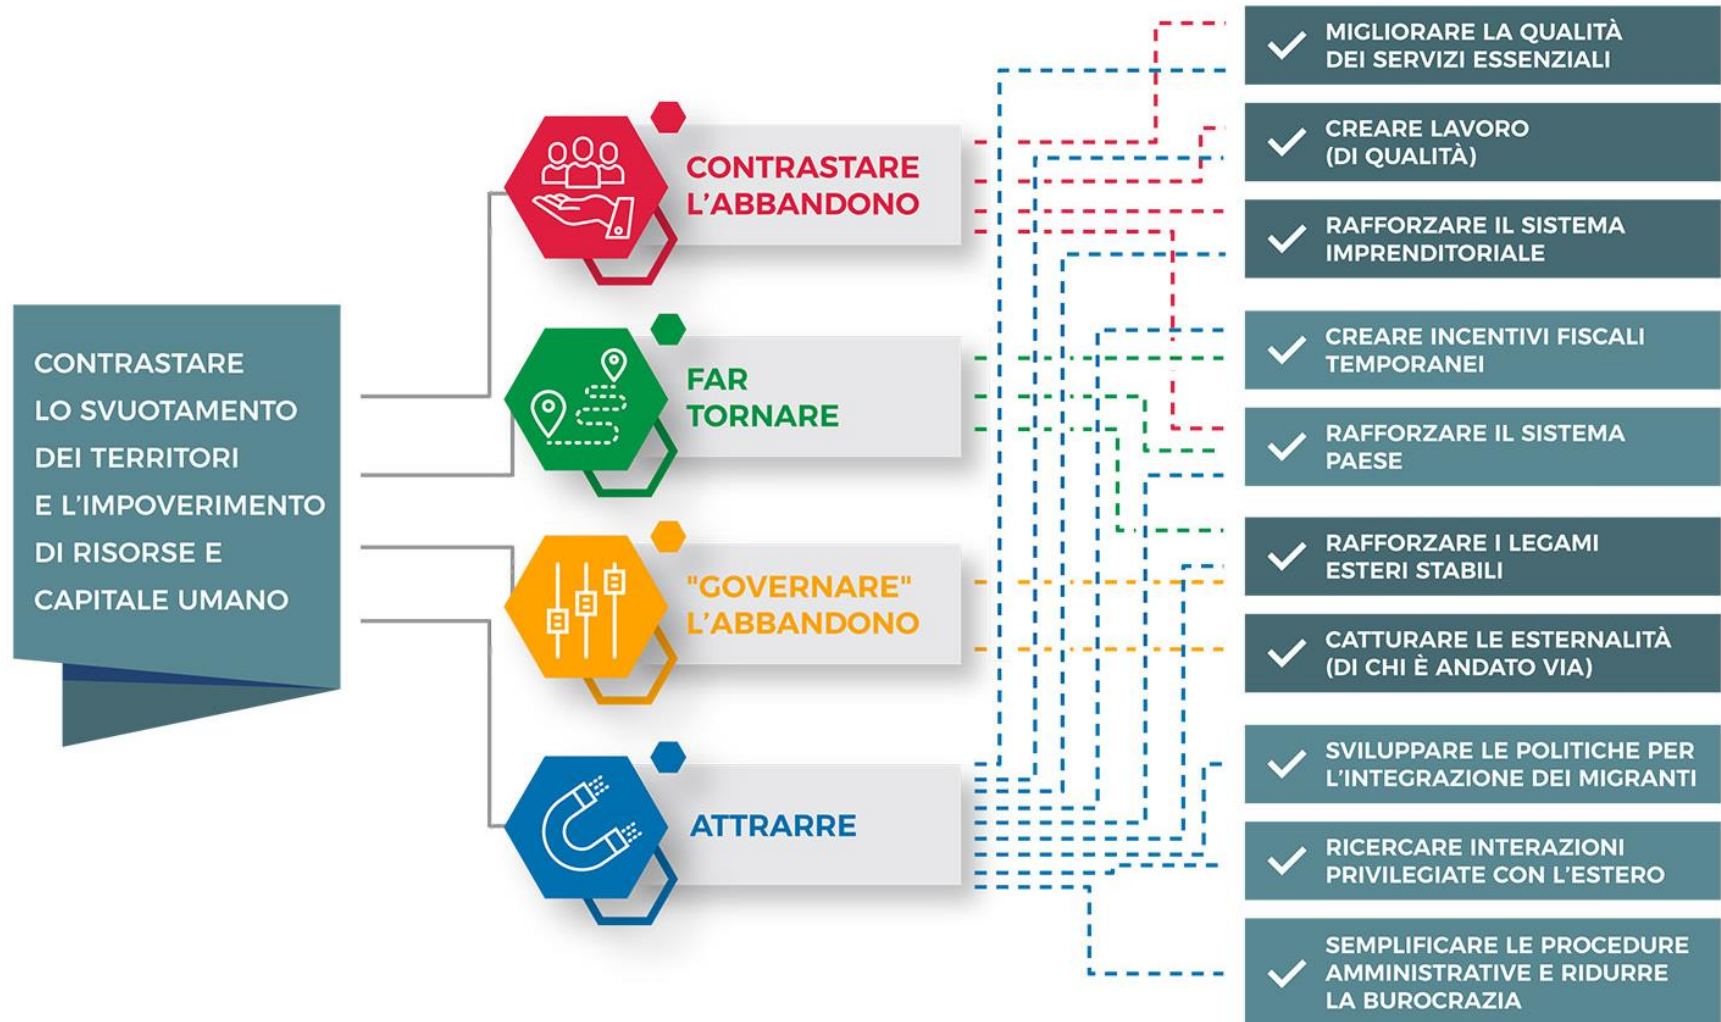 CONTRASTARE
LO SVUOTAMENTO
DEI TERRITORI
E L'IMPOVERIMENTO
DI RISORSE E
CAPITALE UMANO
CONTRASTARE
L'ABBANDONO
FAR
TORNARE
"GOVERNARE"
L'ABBANDONO
ATTRARRE
MIGLIORARE LA QUALITÀ
DEI SERVIZI ESSENZIALI
CREARE LAVORO
(DI QUALITÀ)
RAFFORZARE IL SISTEMA
IMPRENDITORIALE
CREARE INCENTIVI FISCALI
TEMPORANEI
RAFFORZARE IL SISTEMA
PAESE
RAFFORZARE I LEGAMI
ESTERI STABILI
CATTURARE LE ESTERNALITÀ
(DI CHI È ANDATO VIA)
SVILUPPARE LE POLITICHE PER
L'INTEGRAZIONE DEI MIGRANTI
RICERCARE INTERAZIONI
PRIVILEGIATE CON L'ESTERO
SEMPLIFICARE LE PROCEDURE
AMMINISTRATIVE E RIDURRE
LA BUROCRAZIA